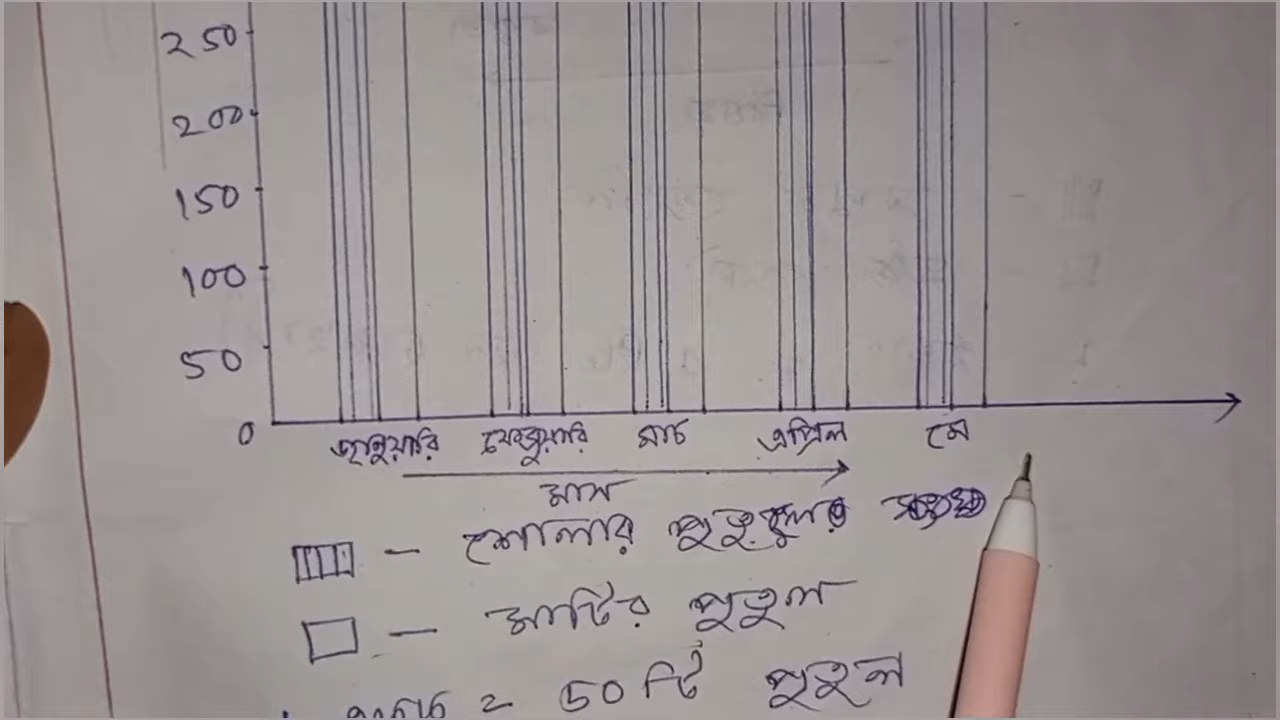 250
200
150
100
50
0
জানুয়ারি ফেব্রুয়ারি মার্চ এপ্রিল মে
মাস
– শোলার পুতুল
– মাটির পুতুল
= 50 টি পুতুল